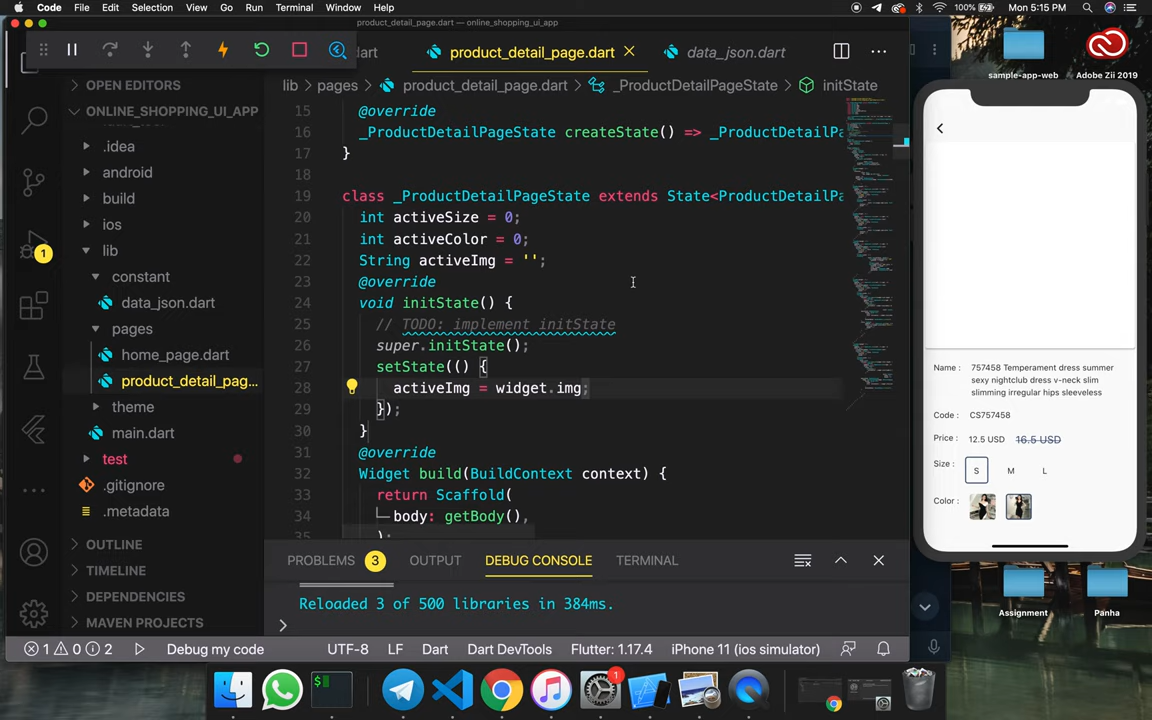 Code File Edit Selection View Go Run Terminal Window Help 100% Mon 5:15 PM
product_detail_page.dart — online_shopping_ui_app
dart product_detail_page.dart data_json.dart
OPEN EDITORS
lib pages product_detail_page.dart _ProductDetailPageState initState
ONLINE_SHOPPING_UI_APP
.idea
android
build
ios
lib
constant
data_json.dart
pages
home_page.dart
product_detail_pag...
theme
main.dart
test
.gitignore
.metadata
OUTLINE
TIMELINE
DEPENDENCIES
MAVEN PROJECTS
1
15 @override
16 _ProductDetailPageState createState() => _ProductDetailPa
17 }
18
19 class _ProductDetailPageState extends State<ProductDetailPa
20 int activeSize = 0;
21 int activeColor = 0;
22 String activeImg = '';
23 @override
24 void initState() {
25 // TODO: implement initState
26 super.initState();
27 setState(() {
28 activeImg = widget.img;
29 });
30 }
31 @override
32 Widget build(BuildContext context) {
33 return Scaffold(
34 body: getBody(),
35 );
PROBLEMS 3 OUTPUT DEBUG CONSOLE TERMINAL
Reloaded 3 of 500 libraries in 384ms.
1 0 2 Debug my code UTF-8 LF Dart Dart DevTools Flutter: 1.17.4 iPhone 11 (ios simulator)
sample-app-web
Adobe Zii 2019
Name : 757458 Temperament dress summer
sexy nightclub dress v-neck slim
slimming irregular hips sleeveless
Code : CS757458
Price : 12.5 USD 16.5 USD
Size : S M L
Color :
Assignment
Panha
1